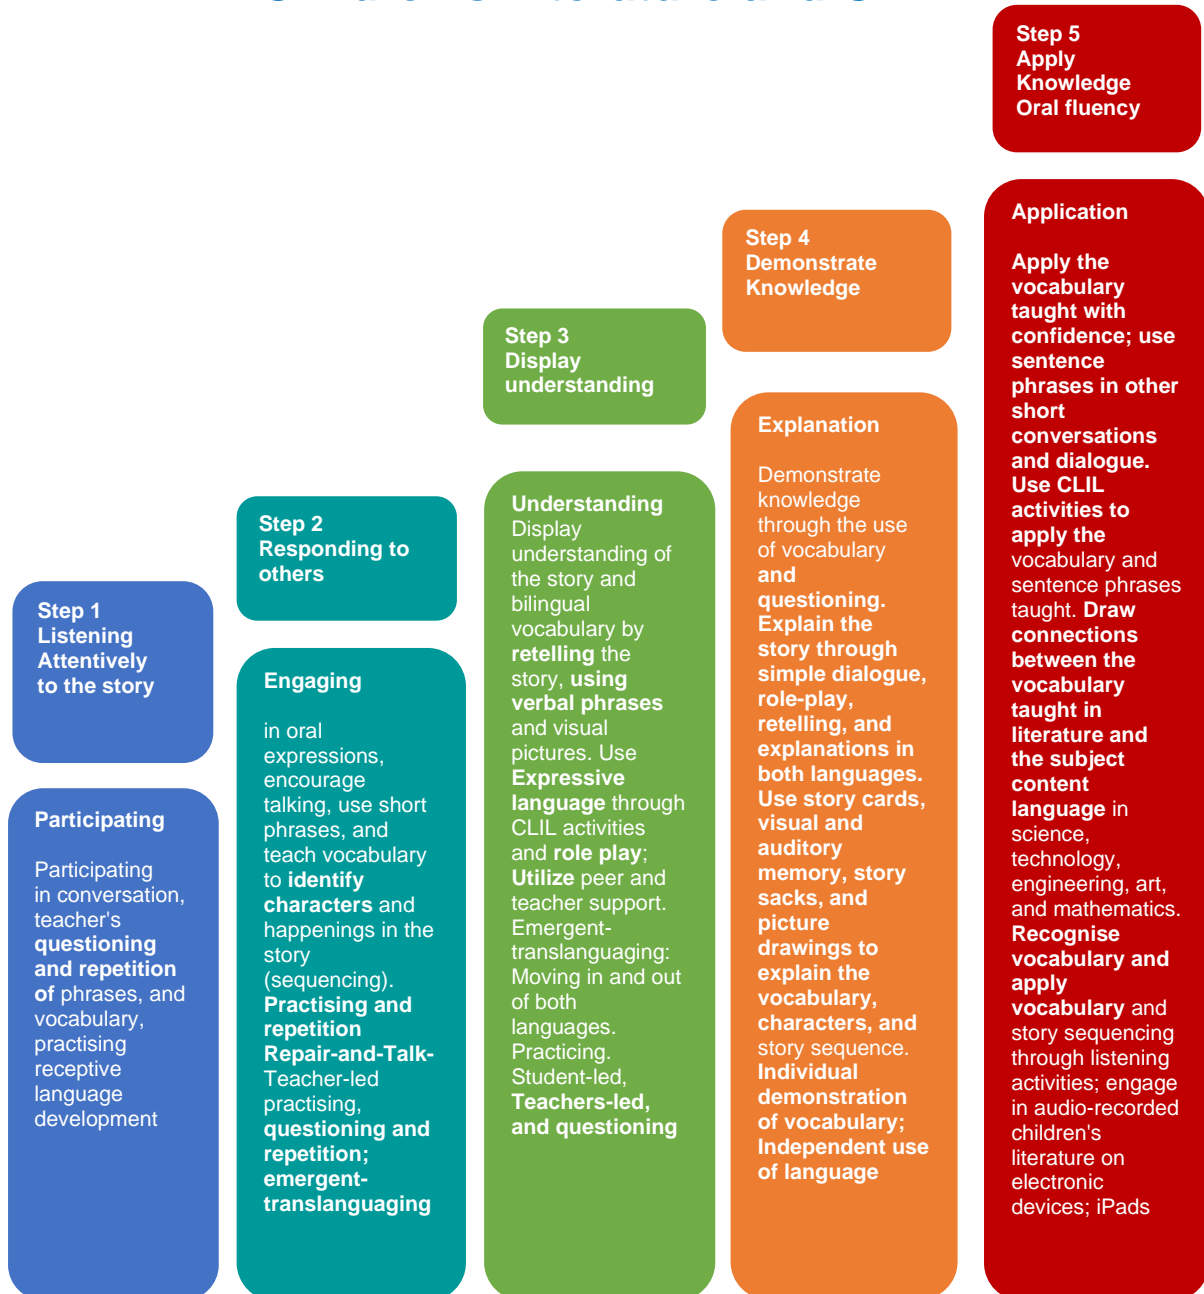 Step 1
Listening
Attentively
to the story
Participating
Participating
in conversation,
teacher's
questioning
and repetition
of phrases, and
vocabulary,
practising
receptive
language
development
Step 2
Responding to
others
Engaging
in oral
expressions,
encourage
talking, use short
phrases, and
teach vocabulary
to identify
characters and
happenings in the
story
(sequencing).
Practising and
repetition
Repair-and-Talk-
Teacher-led
practising,
questioning and
repetition;
emergent-
translanguaging
Step 3
Display
understanding
Understanding
Display
understanding of
the story and
bilingual
vocabulary by
retelling the
story, using
verbal phrases
and visual
pictures. Use
Expressive
language through
CLIL activities
and role play;
Utilize peer and
teacher support.
Emergent-
translanguaging:
Moving in and out
of both
languages.
Practicing.
Student-led,
Teachers-led,
and questioning
Step 4
Demonstrate
Knowledge
Explanation
Demonstrate
knowledge
through the use
of vocabulary
and
questioning.
Explain the
story through
simple dialogue,
role-play,
retelling, and
explanations in
both languages.
Use story cards,
visual and
auditory
memory, story
sacks, and
picture
drawings to
explain the
vocabulary,
characters, and
story sequence.
Individual
demonstration
of vocabulary;
Independent use
of language
Step 5
Apply
Knowledge
Oral fluency
Application
Apply the
vocabulary
taught with
confidence; use
sentence
phrases in other
short
conversations
and dialogue.
Use CLIL
activities to
apply the
vocabulary and
sentence phrases
taught. Draw
connections
between the
vocabulary
taught in
literature and
the subject
content
language in
science,
technology,
engineering, art,
and mathematics.
Recognise
vocabulary and
apply
vocabulary and
story sequencing
through listening
activities; engage
in audio-recorded
children's
literature on
electronic
devices; iPads